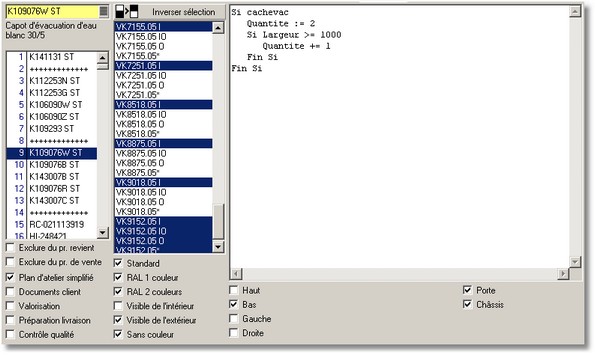 K109076W ST
Capot d'évacuation d'eau
blanc 30/5
1 K141131 ST
2 +++++++++++++
3 K112253N ST
4 K112253G ST
5 K106090W ST
6 K106090Z ST
7 K109293 ST
8 +++++++++++++
9 K109076W ST
10 K109076B ST
11 K143007B ST
12 K109076R ST
13 K143007C ST
14 +++++++++++++
15 RC-021113919
16 HI-248421
Exclure du pr. revient
Exclure du pr. de vente
Plan d'atelier simplifié
Documents client
Valorisation
Préparation livraison
Contrôle qualité
Inverser sélection
VK7155.05 I
VK7155.05 IO
VK7155.05 O
VK7155.05*
VK7251.05 I
VK7251.05 IO
VK7251.05 O
VK7251.05*
VK8518.05 I
VK8518.05 IO
VK8518.05 O
VK8518.05*
VK8875.05 I
VK8875.05 IO
VK8875.05 O
VK8875.05*
VK9018.05 I
VK9018.05 IO
VK9018.05 O
VK9018.05*
VK9152.05 I
VK9152.05 IO
VK9152.05 O
VK9152.05*
Standard
RAL 1 couleur
RAL 2 couleurs
Visible de l'intérieur
Visible de l'extérieur
Sans couleur
Si cachevac
Quantite := 2
Si Largeur >= 1000
Quantite += 1
Fin Si
Fin Si
Haut
Bas
Gauche
Droite
Porte
Châssis